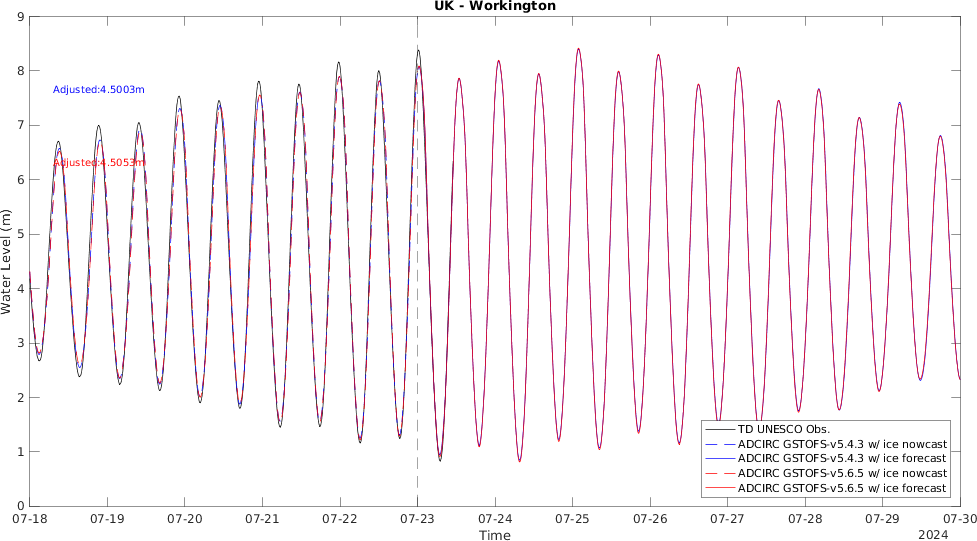 UK - Workington
9
8
7
6
5
4
3
2
1
0
Water Level (m)
Adjusted:4.5003m
Adjusted:4.5053m
TD UNESCO Obs.
ADCIRC GSTOFS-v5.4.3 w/ ice nowcast
ADCIRC GSTOFS-v5.4.3 w/ ice forecast
ADCIRC GSTOFS-v5.6.5 w/ ice nowcast
ADCIRC GSTOFS-v5.6.5 w/ ice forecast
07-18 07-19 07-20 07-21 07-22 07-23 07-24 07-25 07-26 07-27 07-28 07-29 07-30
Time
2024